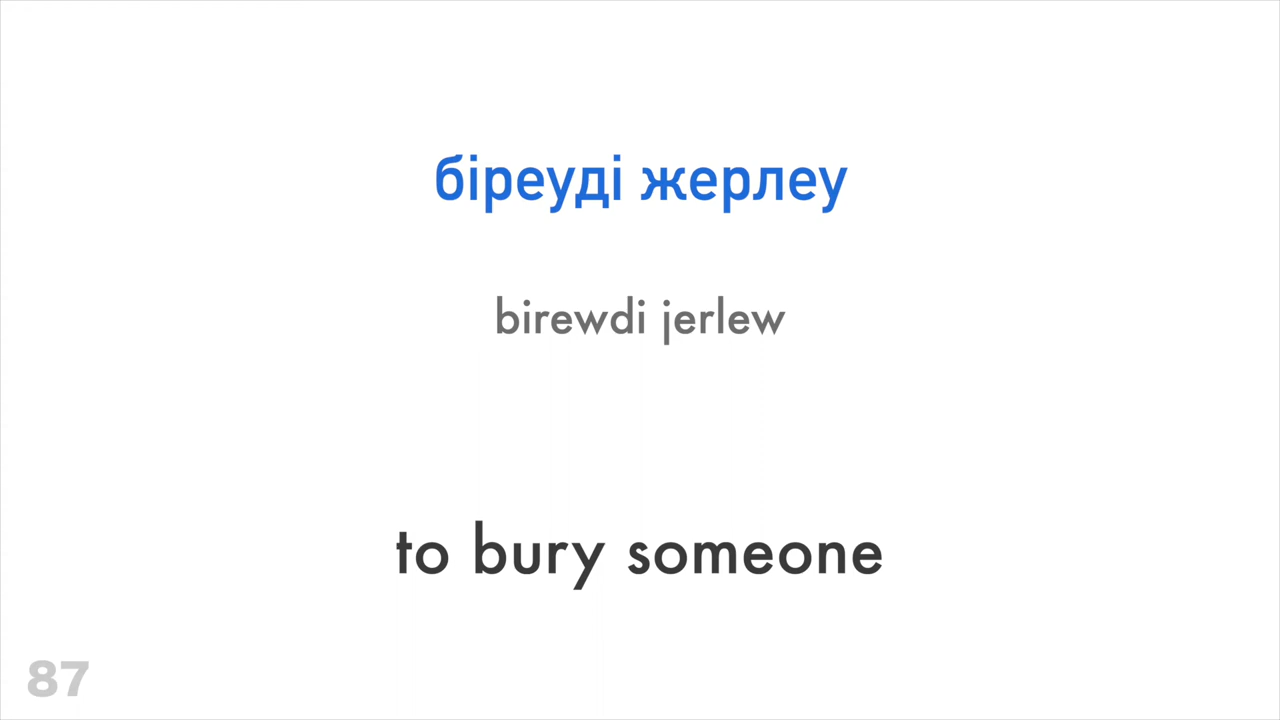 біреуді жерлеу
birewdi jerlew
to bury someone
87